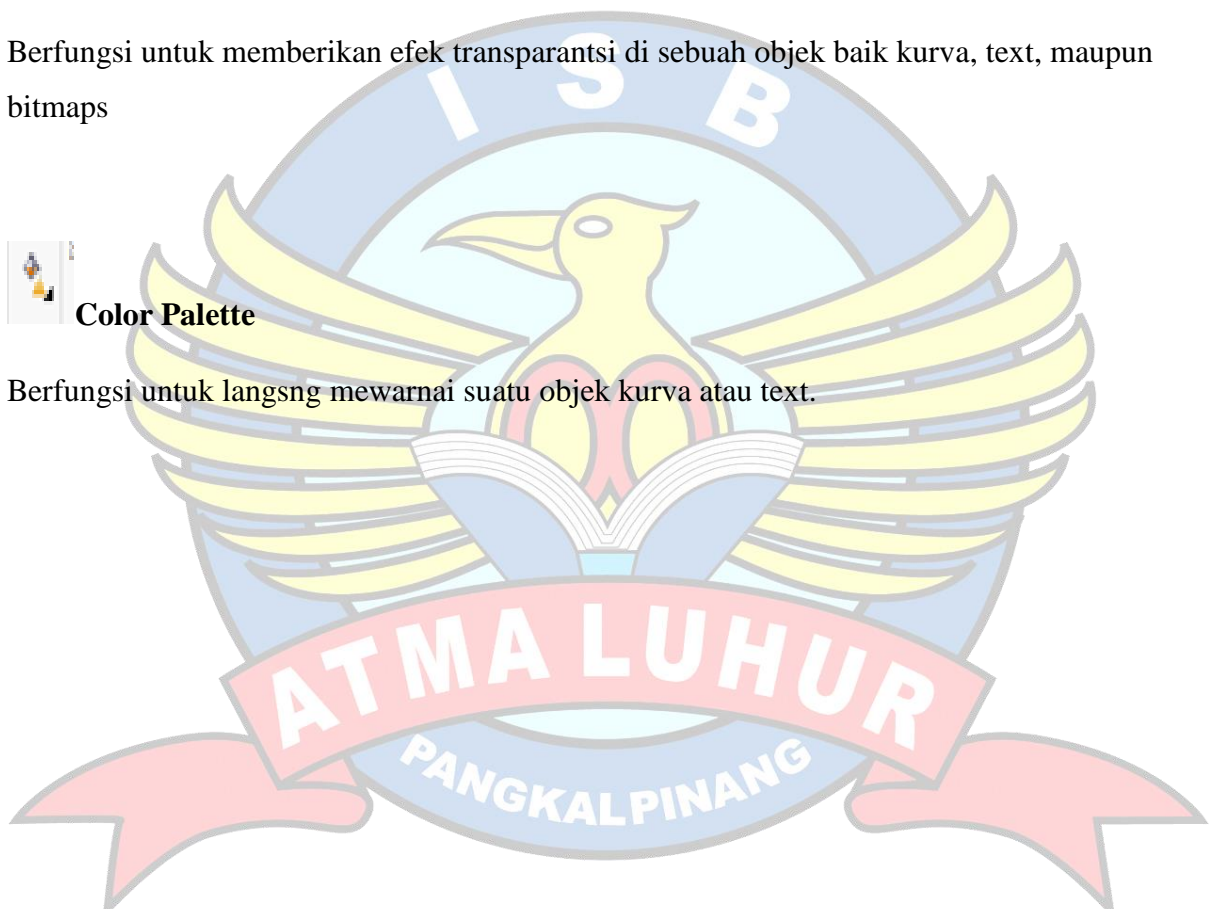 Berfungsi untuk memberikan efek transparantsi di sebuah objek baik kurva, text, maupun
bitmaps
I S B
Color Palette
Berfungsi untuk langsng mewarnai suatu objek kurva atau text.
ATMA LUHUR
PANGKALPINANG